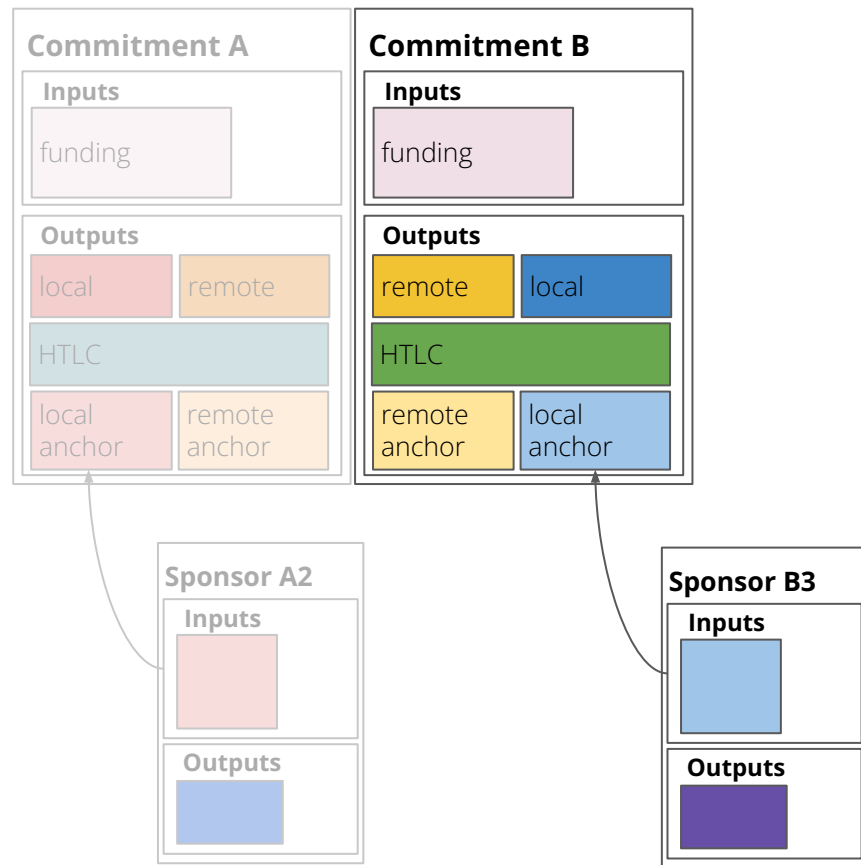 Commitment A
Inputs
funding
Outputs
local
remote
HTLC
local
anchor
remote
anchor
Commitment B
Inputs
funding
Outputs
remote
local
HTLC
remote
anchor
local
anchor
Sponsor A2
Inputs
Outputs
Sponsor B3
Inputs
Outputs